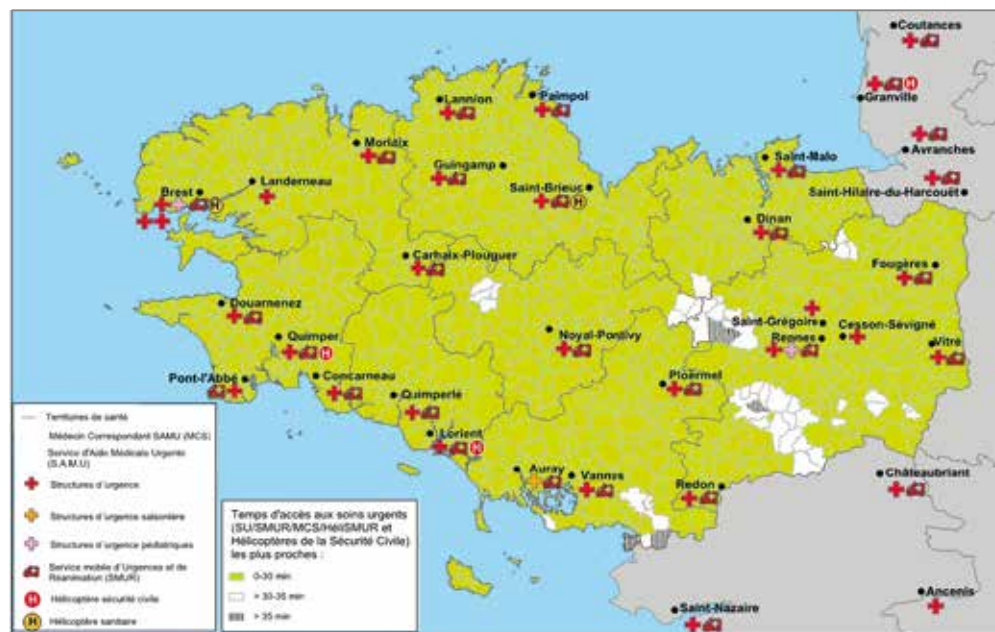 Coutances
Granville
Avranches
Saint-Hilaire-du-Harcouët
Lannion
Paimpol
Morlaix
Guingamp
Saint-Malo
Brest
Landerneau
Saint-Brieuc
Dinan
Carhaix-Plouguer
Fougères
Douarnenez
Quimper
Noyal-Pontivy
Saint-Grégoire
Cesson-Sévigné
Rennes
Vitré
Pont-l'Abbé
Concarneau
Ploërmel
Quimperlé
Lorient
Auray
Vannes
Redon
Châteaubriant
Ancenis
Saint-Nazaire
Territoires de santé
Médecin Correspondant SAMU (MCS)
Service d'Aide Médicale Urgente
(S.A.M.U)
Structures d'urgence
Structures d'urgence saisonière
Structures d'urgence pédiatriques
Service mobile d'Urgences et de
Réanimation (SMUR)
H Hélicoptère sécurité civile
H Hélicoptère sanitaire
Temps d'accès aux soins urgents
(SU/SMUR/MCS/HéliSMUR et
Hélicoptères de la Sécurité Civile)
les plus proches :
0-30 min
> 30-35 min
> 35 min